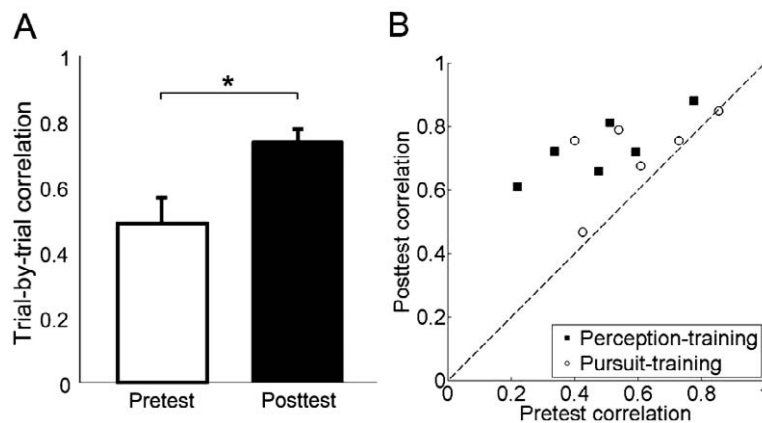 A
Trial-by-trial correlation
1
0.8
0.6
0.4
0.2
0
*
Pretest
Posttest
B
Posttest correlation
1
0.8
0.6
0.4
0.2
0
0 0.2 0.4 0.6 0.8 1
Pretest correlation
Perception-training
Pursuit-training